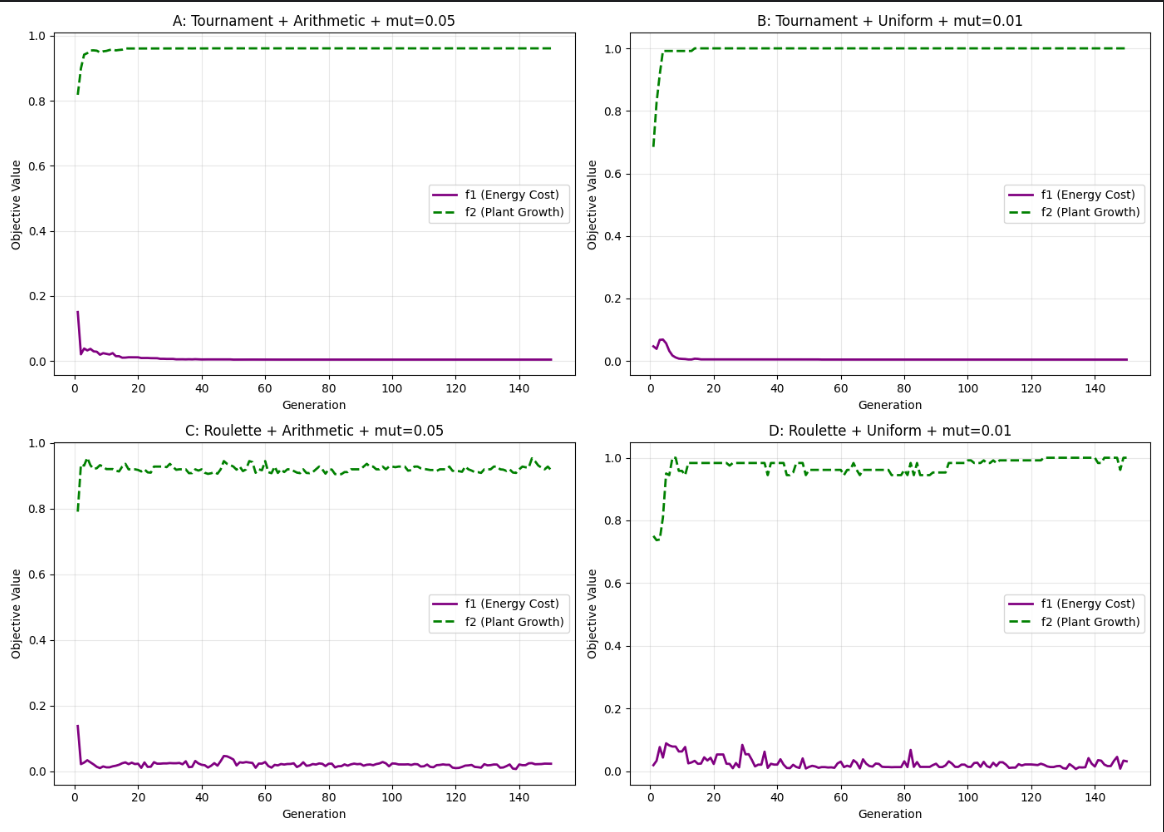 A: Tournament + Arithmetic + mut=0.05
1.0
0.8
0.6
0.4
0.2
0.0
Objective Value
f1 (Energy Cost)
f2 (Plant Growth)
0 20 40 60 80 100 120 140
Generation
B: Tournament + Uniform + mut=0.01
1.0
0.8
0.6
0.4
0.2
0.0
Objective Value
f1 (Energy Cost)
f2 (Plant Growth)
0 20 40 60 80 100 120 140
Generation
C: Roulette + Arithmetic + mut=0.05
1.0
0.8
0.6
0.4
0.2
0.0
Objective Value
f1 (Energy Cost)
f2 (Plant Growth)
0 20 40 60 80 100 120 140
Generation
D: Roulette + Uniform + mut=0.01
1.0
0.8
0.6
0.4
0.2
0.0
Objective Value
f1 (Energy Cost)
f2 (Plant Growth)
0 20 40 60 80 100 120 140
Generation